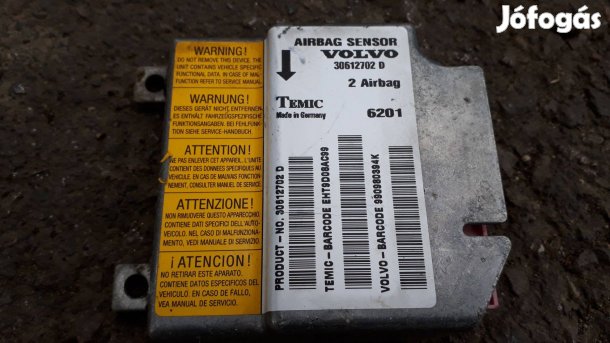 Jófogás
WARNING!
DO NOT REMOVE THIS DEVICE. THE
UNIT CONTAINS VEHICLE SPECIFIC
FUNCTIONAL DATA. IN CASE OF MAL
FUNCTION REFER TO SERVICE MANUAL.
WARNUNG!
DIESES GERÄT NICHT ENTFERNEN.
ES ENTHÄLT FAHRZEUGSPEZIFISCHE
FUNKTIONSANGABEN. BEI FEHLFUNK-
TION SIEHE SERVICE-HANDBUCH.
ATTENTION!
NE PAS ENLEVER CET APPAREIL. L'UNITE
CONTIENT DES DONNÉES SPECIFIQUES AU
VEHICULE. EN CAS DE MAUVAIS FONCTION
NEMENT, CONSULTER MANUEL DE SERVICE.
ATTENZIONE!
NON RIMUOVERE QUESTO APPARECCHIO.
CONTIENE DATI SPECIFICI DELL'AUTO-
VEICOLO. NEL CASO DI MALFUNZIONA-
MENTO, VEDI MANUALE DI SERVIZIO.
¡ATENCION!
NO RETIRAR ESTE APARATO.
CONTIENE DATOS ESPECIFICOS DEL
VEHICULO. EN CASO DE FALLO,
VEA MANUAL DE SERVICIO.
AIRBAG SENSOR
VOLVO
30612702 D
2 Airbag
TEMIC
Made in Germany
6201
PRODUCT-NO. 30612702 D
TEMIC-BARCODE EHT9D08AC99
VOLVO-BARCODE 990980394K